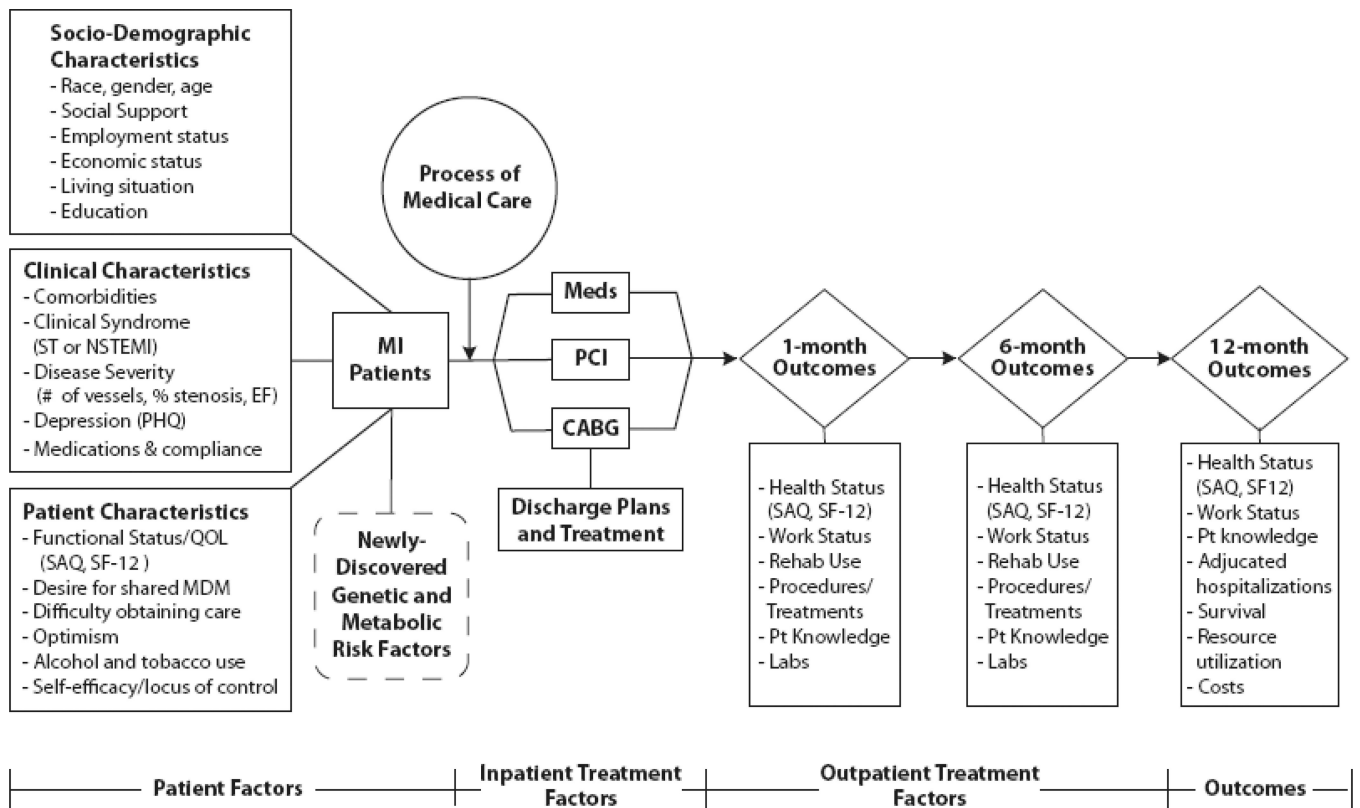 Socio-Demographic
Characteristics
- Race, gender, age
- Social Support
- Employment status
- Economic status
- Living situation
- Education
Clinical Characteristics
- Comorbidities
- Clinical Syndrome
(ST or NSTEMI)
- Disease Severity
(# of vessels, % stenosis, EF)
- Depression (PHQ)
- Medications & compliance
Patient Characteristics
- Functional Status/QOL
(SAQ, SF-12 )
- Desire for shared MDM
- Difficulty obtaining care
- Optimism
- Alcohol and tobacco use
- Self-efficacy/locus of control
MI
Patients
Newly-
Discovered
Genetic and
Metabolic
Risk Factors
Process of
Medical Care
Meds
PCI
CABG
Discharge Plans
and Treatment
1-month
Outcomes
- Health Status
(SAQ, SF-12)
- Work Status
- Rehab Use
- Procedures/
Treatments
- Pt Knowledge
- Labs
6-month
Outcomes
- Health Status
(SAQ, SF-12)
- Work Status
- Rehab Use
- Procedures/
Treatments
- Pt Knowledge
- Labs
12-month
Outcomes
- Health Status
(SAQ, SF12)
- Work Status
- Pt knowledge
- Adjucated
hospitalizations
- Survival
- Resource
utilization
- Costs
Patient Factors
Inpatient Treatment
Factors
Outpatient Treatment
Factors
Outcomes